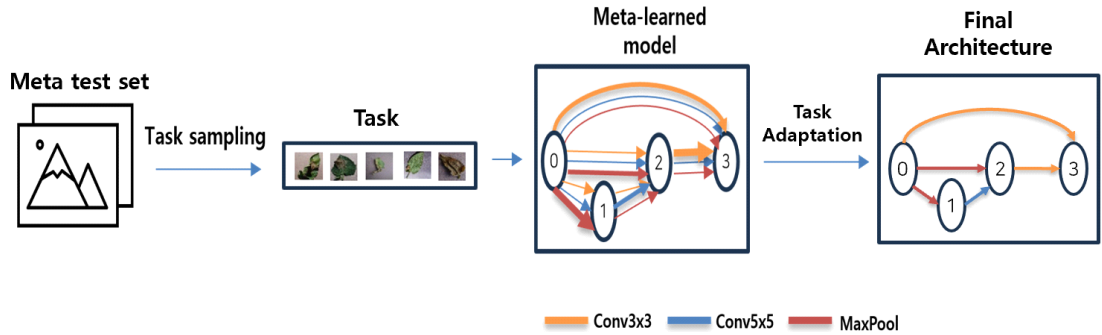 Meta test set
Task sampling
Task
Meta-learned
model
0
1
2
3
Task
Adaptation
Final
Architecture
0
1
2
3
Conv3x3
Conv5x5
MaxPool